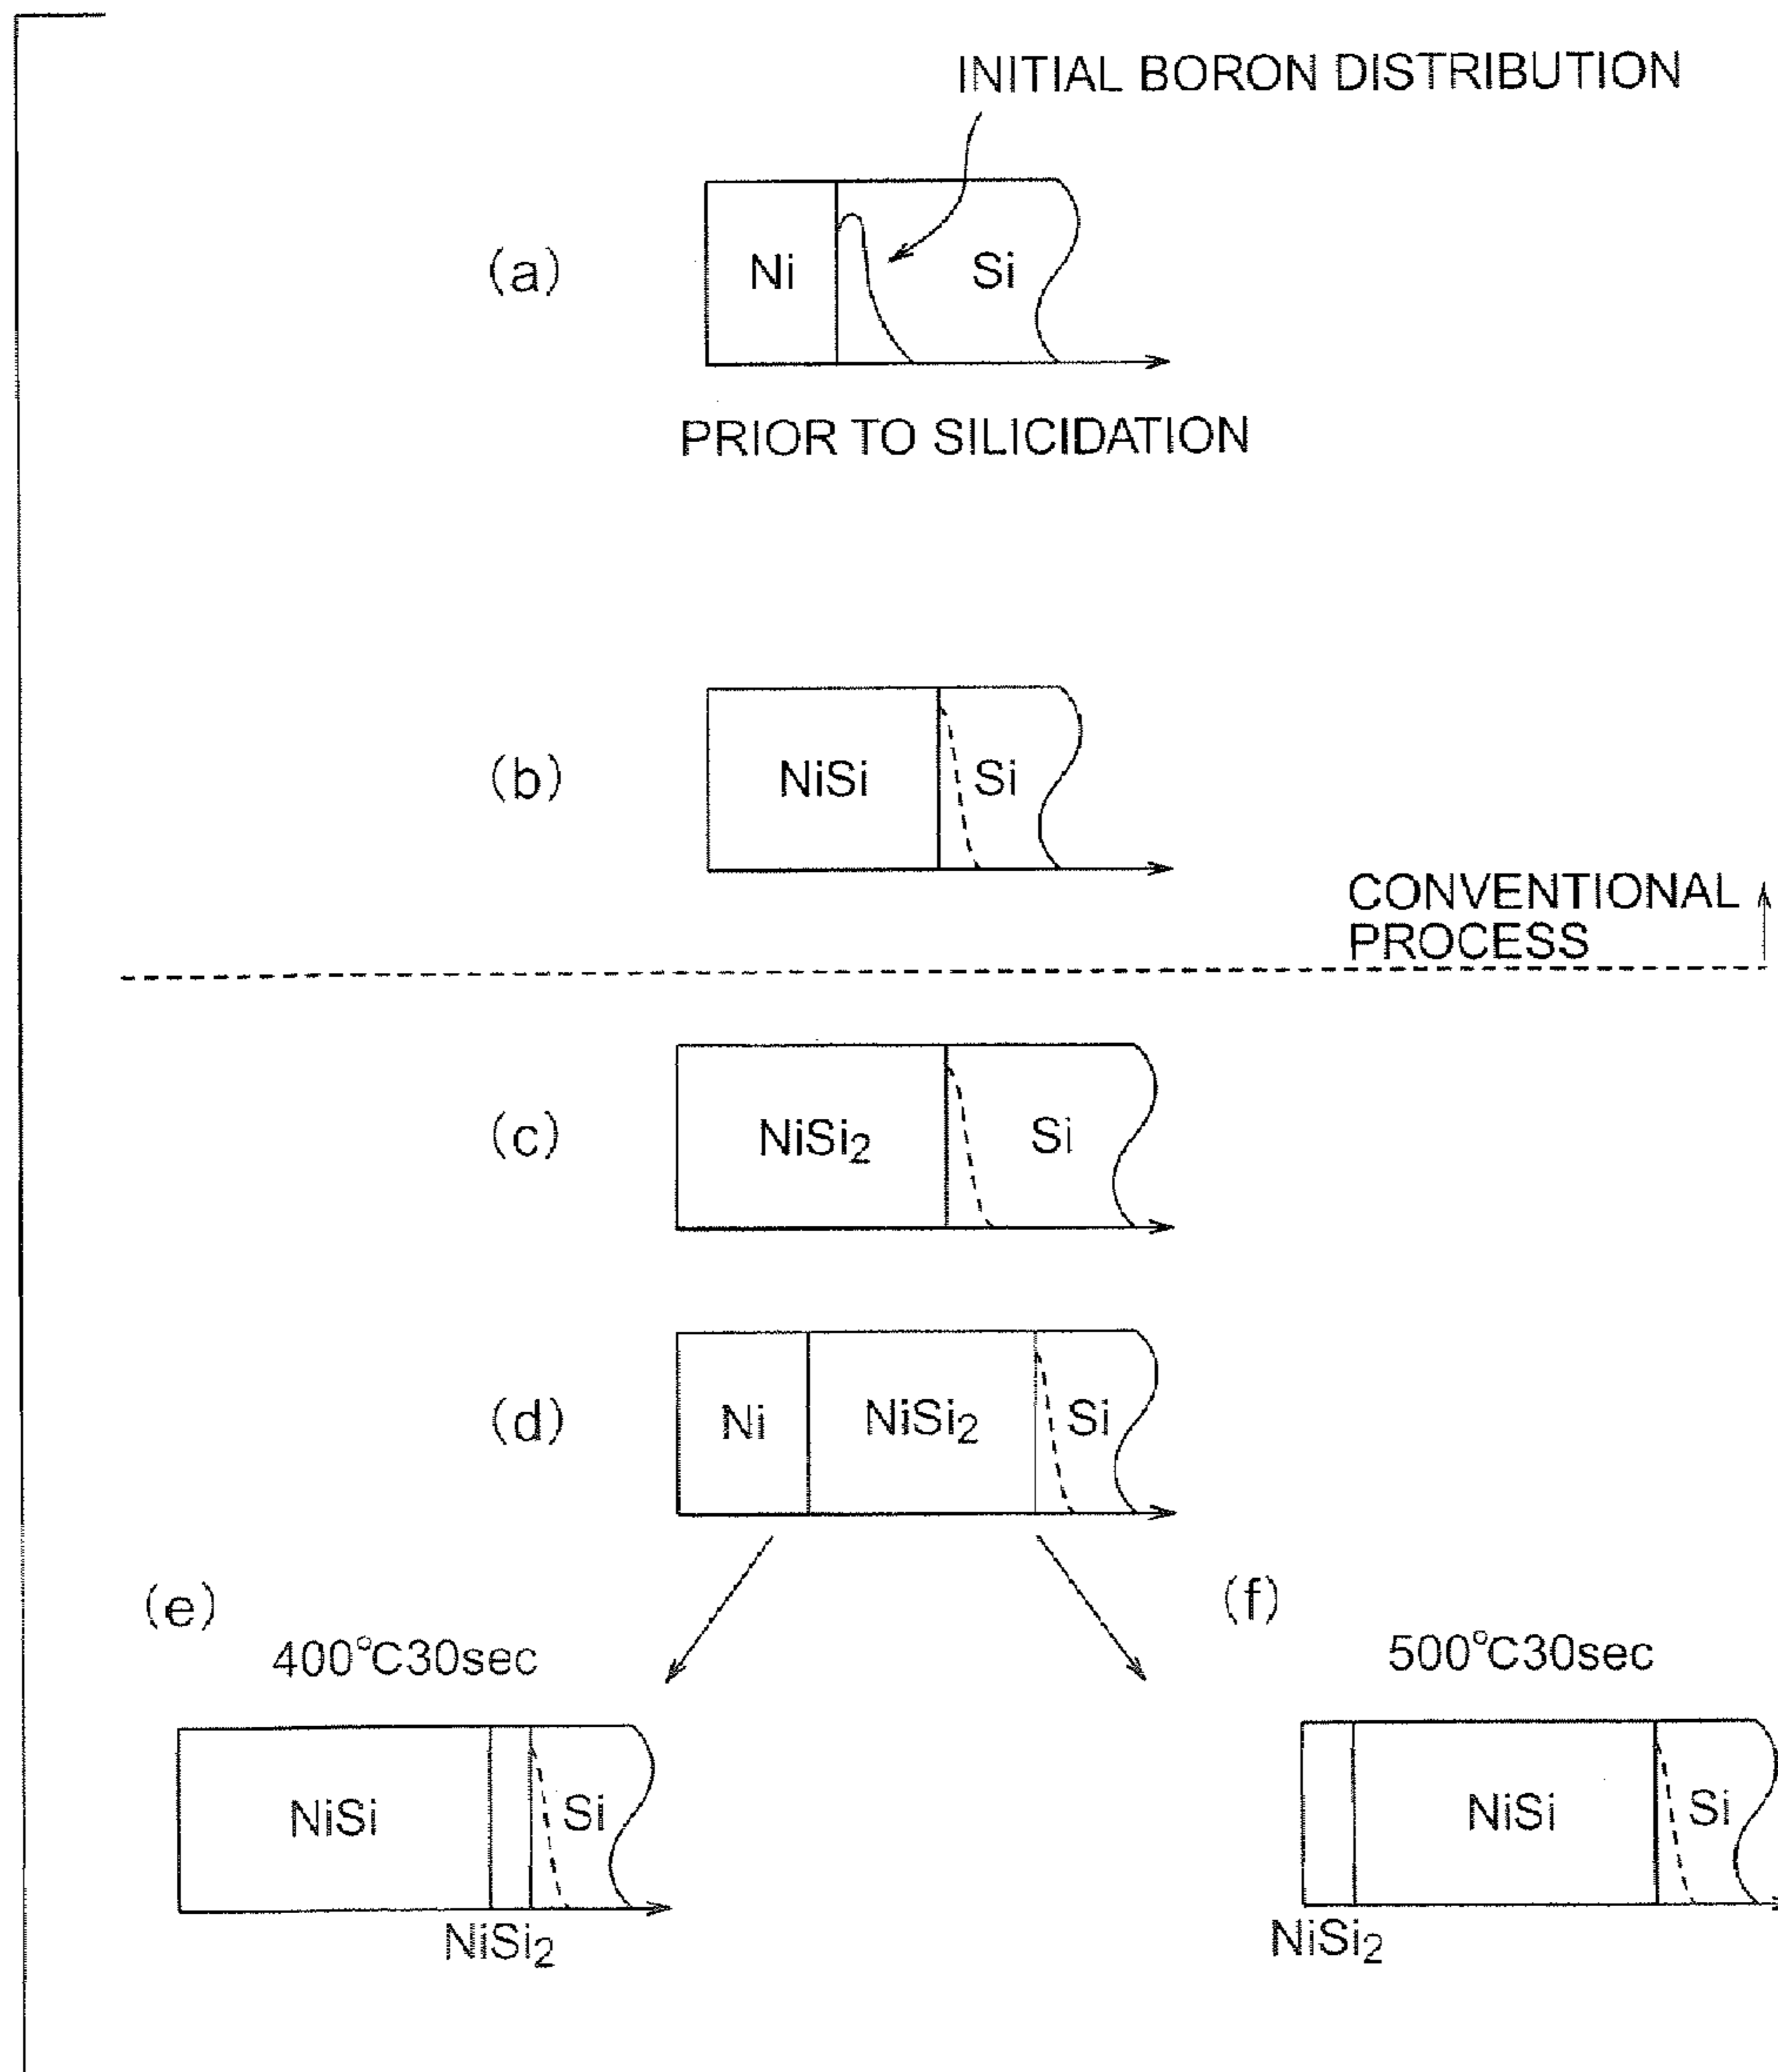 INITIAL BORON DISTRIBUTION
(a)
Ni
Si
PRIOR TO SILICIDATION
(b)
NiSi
Si
CONVENTIONAL
PROCESS
(c)
NiSi₂
Si
(d)
Ni
NiSi₂
Si
(e)
400°C30sec
NiSi
Si
NiSi₂
(f)
500°C30sec
NiSi
Si
NiSi₂